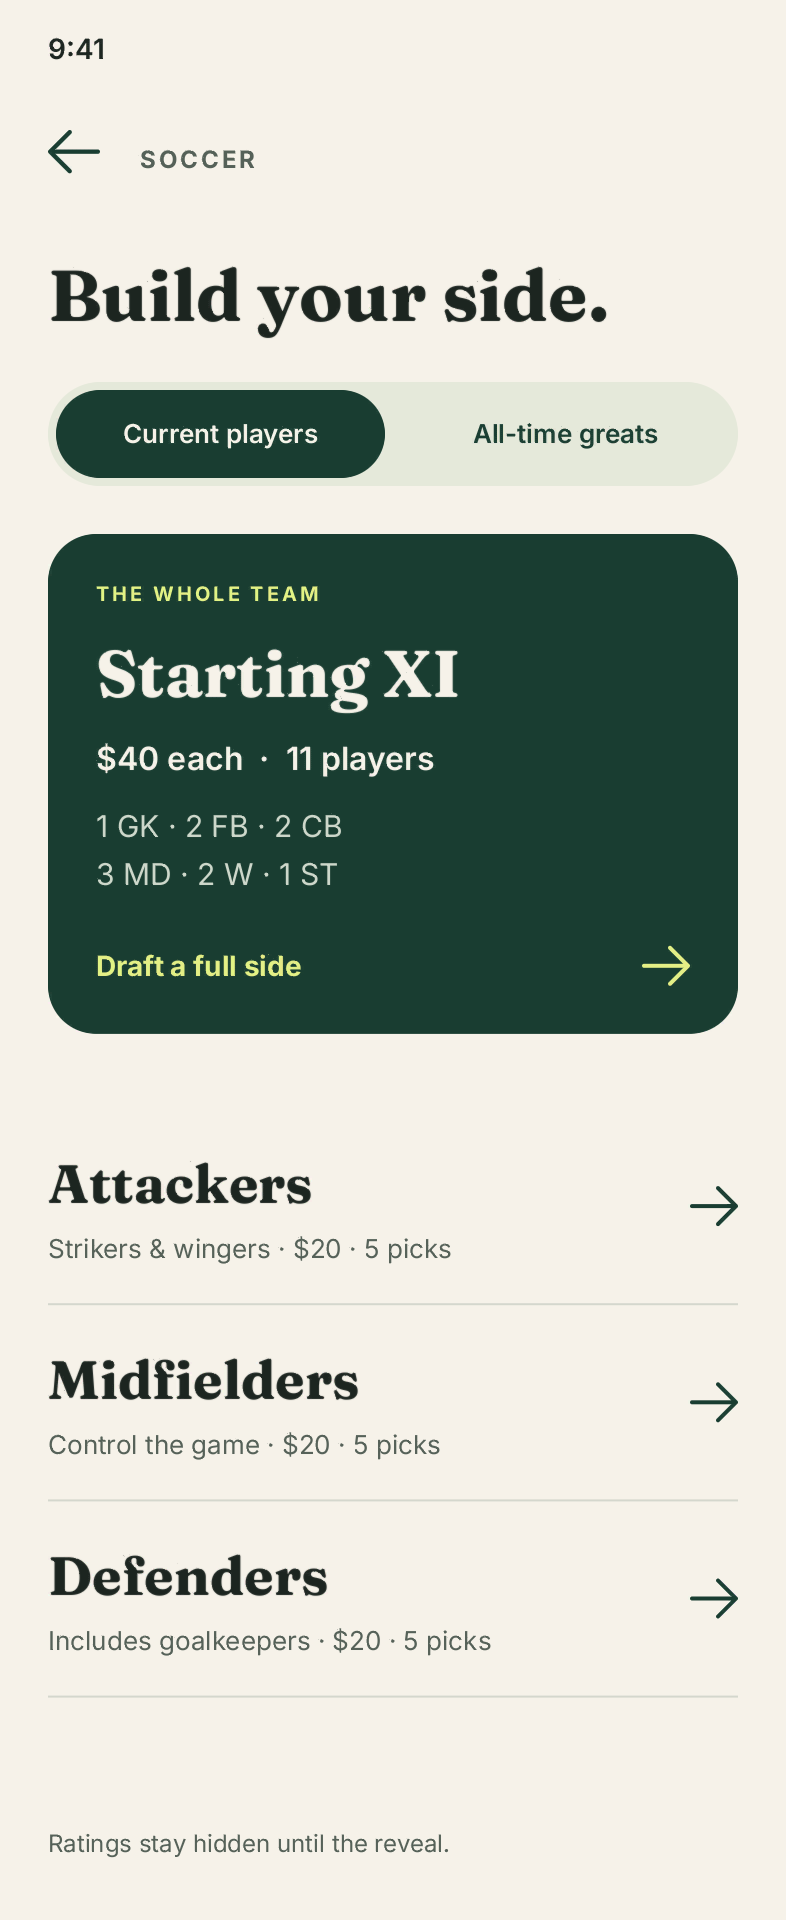 9:41
SOCCER
Build your side.
Current players
All-time greats
THE WHOLE TEAM
Starting XI
$40 each · 11 players
1 GK · 2 FB · 2 CB
3 MD · 2 W · 1 ST
Draft a full side
Attackers
Strikers & wingers · $20 · 5 picks
Midfielders
Control the game · $20 · 5 picks
Defenders
Includes goalkeepers · $20 · 5 picks
Ratings stay hidden until the reveal.